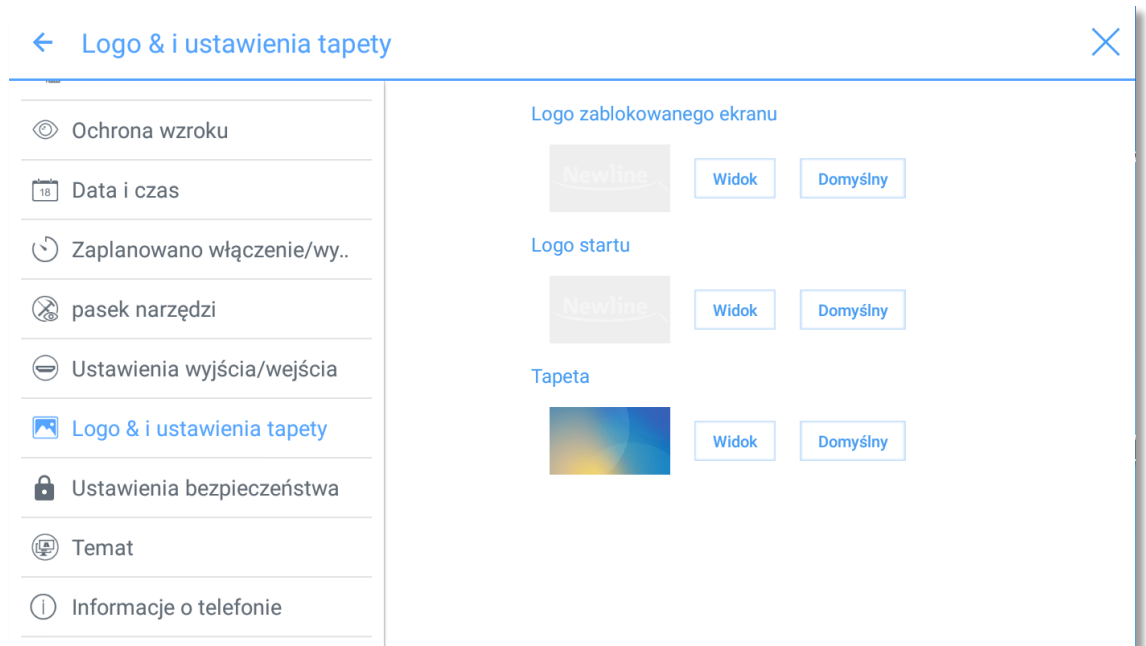 Logo & i ustawienia tapety
Ochrona wzroku
18
Data i czas
Zaplanowano włączenie/wy..
pasek narzędzi
Ustawienia wyjścia/wejścia
Logo & i ustawienia tapety
Ustawienia bezpieczeństwa
Temat
Informacje o telefonie
Logo zablokowanego ekranu
Newline
Widok
Domyślny
Logo startu
Newline
Widok
Domyślny
Tapeta
Widok
Domyślny